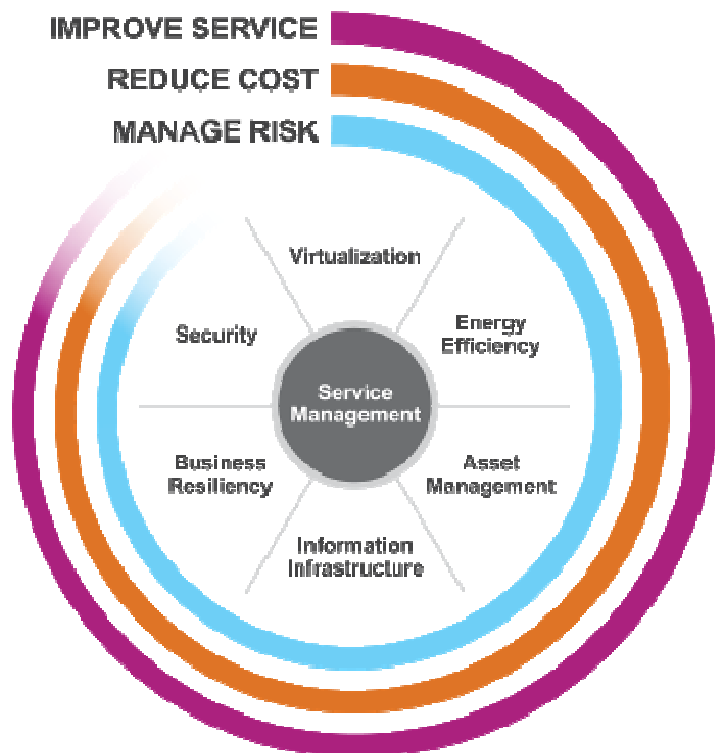 IMPROVE SERVICE
REDUCE COST
MANAGE RISK
Virtualization
Security
Energy
Efficiency
Service
Management
Business
Resiliency
Asset
Management
Information
Infrastructure